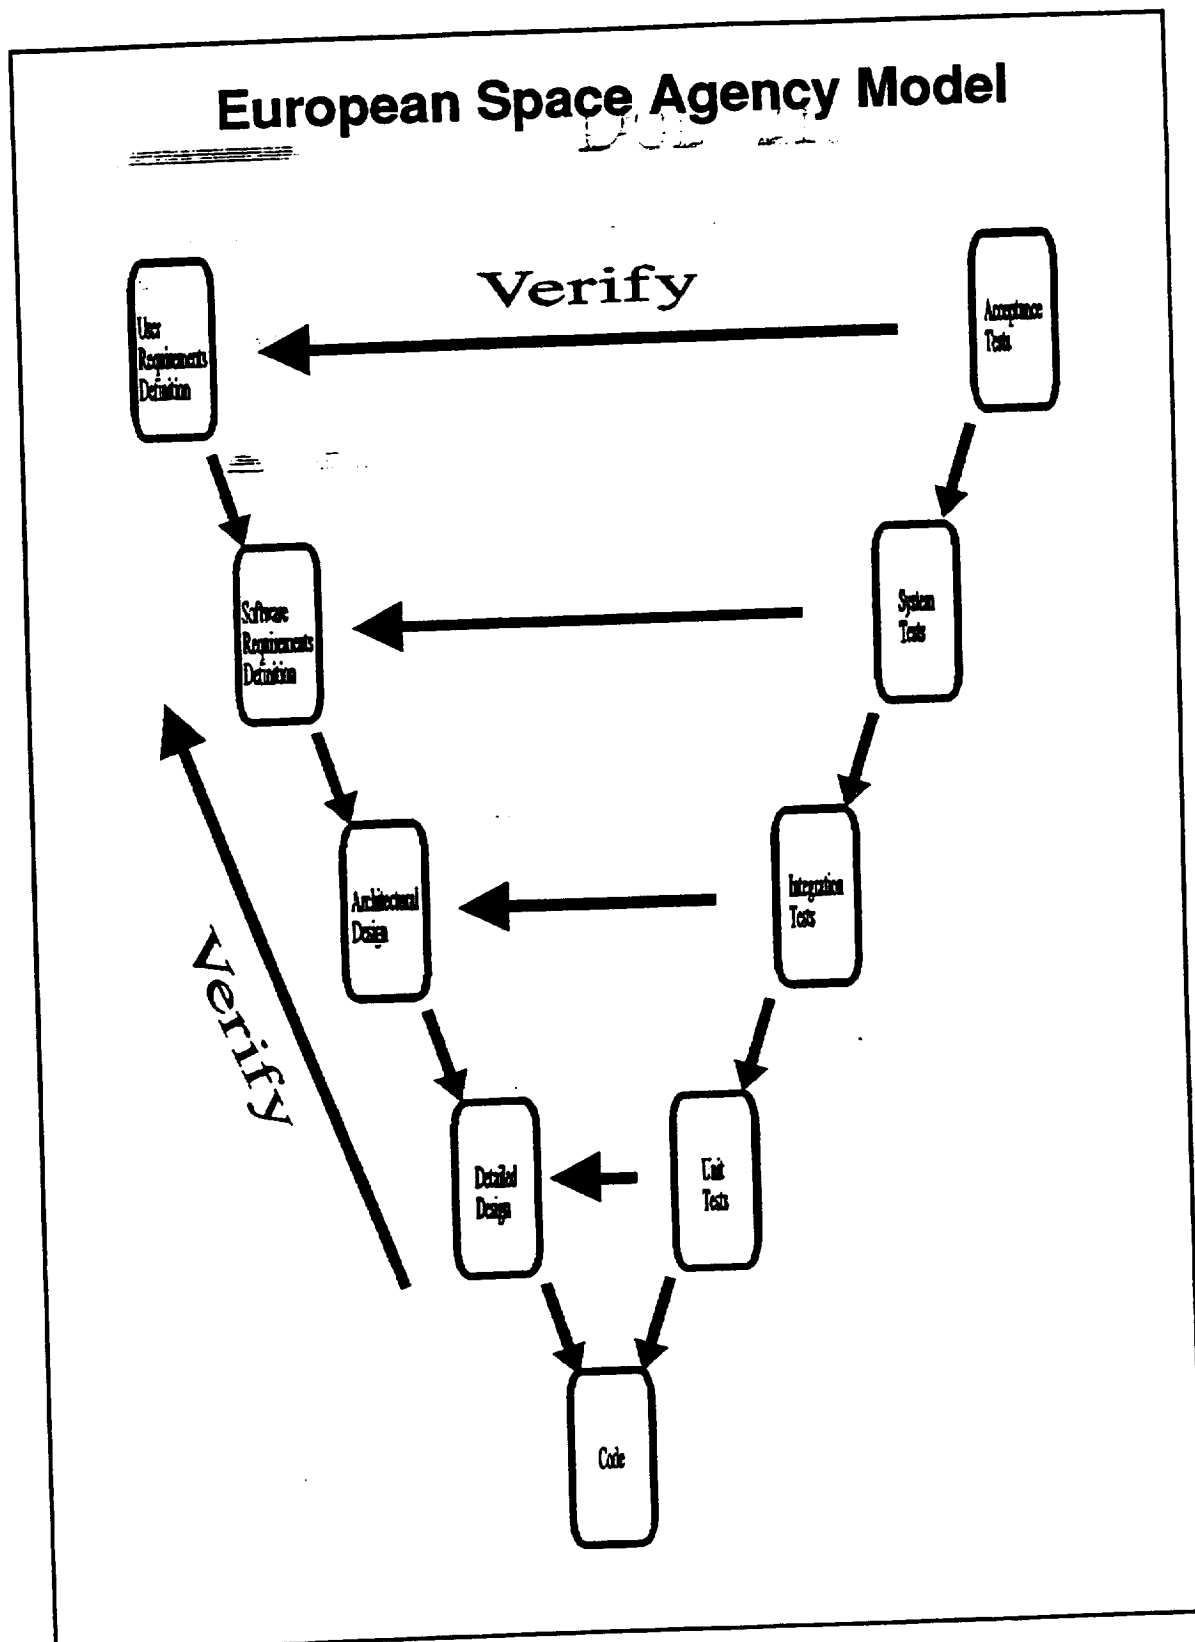 European Space Agency Model
Verify
User
Requirements
Definition
Acceptance
Tests
Software
Requirements
Definition
System
Tests
Architectural
Design
Integration
Tests
Verify
Detailed
Design
Unit
Tests
Code